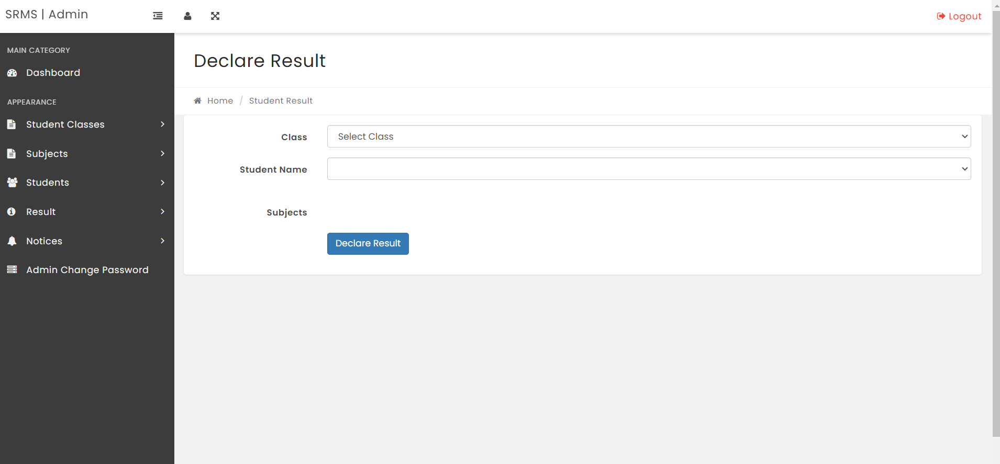 SRMS | Admin
Logout
MAIN CATEGORY
Dashboard
APPEARANCE
Student Classes
Subjects
Students
Result
Notices
Admin Change Password
Declare Result
Home / Student Result
Class
Select Class
Student Name
Subjects
Declare Result